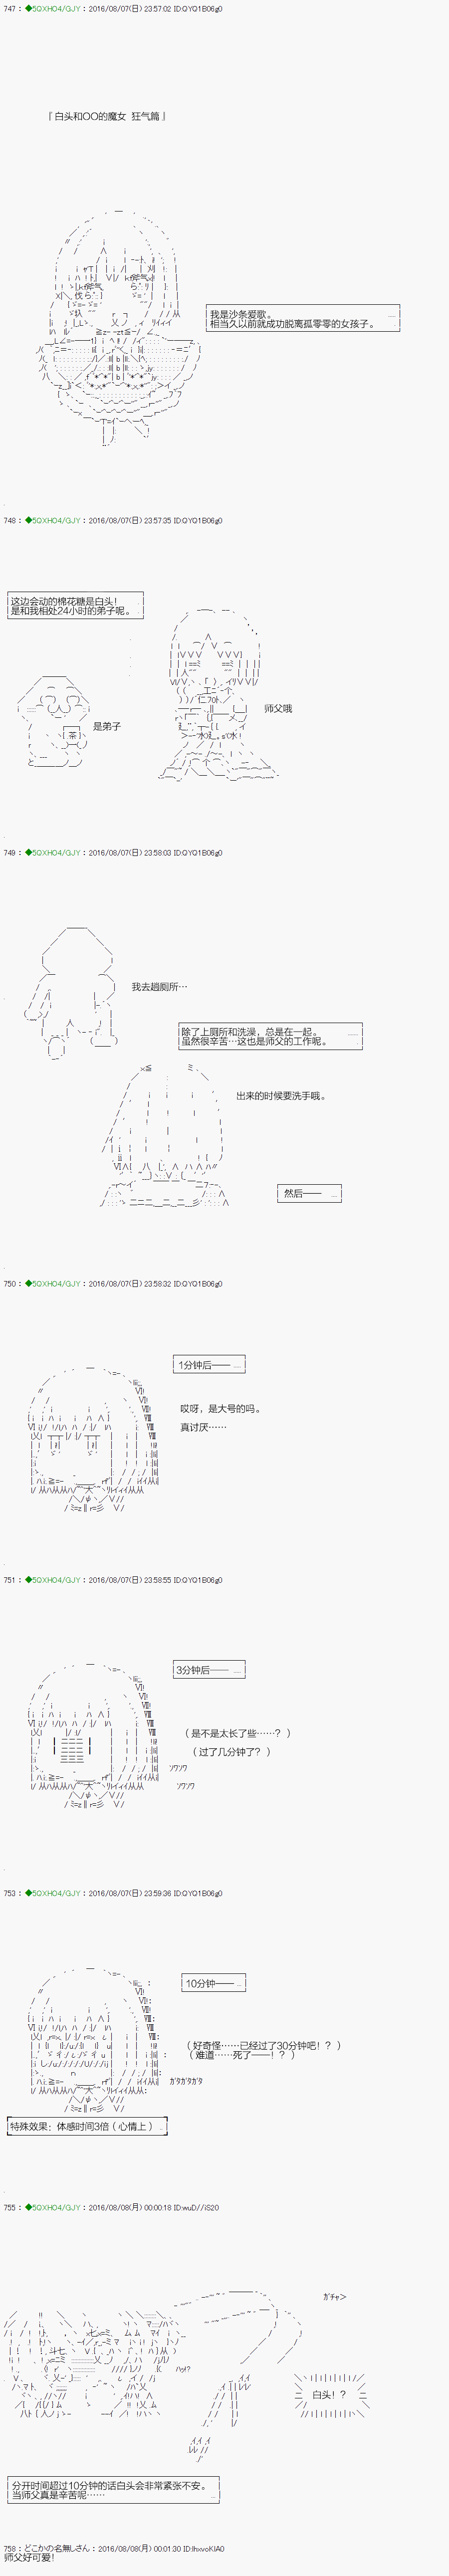 747 : ◆5QXHO4/GJY : 2016/08/07(日) 23:57:02 ID:QYQ1B06g0
『 白头和〇〇的魔女 狂气篇 』
我是沙条爱歌。
相当久以前就成功脱离孤零零的女孩子。
748 : ◆5QXHO4/GJY : 2016/08/07(日) 23:57:35 ID:QYQ1B06g0
这边会动的棉花糖是白头！
是和我相处24小时的弟子呢。
师父哦
是弟子
749 : ◆5QXHO4/GJY : 2016/08/07(日) 23:58:03 ID:QYQ1B06g0
我去趟厕所…
除了上厕所和洗澡，总是在一起。
虽然很辛苦…这也是师父的工作呢。
出来的时候要洗手哦。
然后——
750 : ◆5QXHO4/GJY : 2016/08/07(日) 23:58:32 ID:QYQ1B06g0
1分钟后——
哎呀，是大号的吗。
真讨厌……
751 : ◆5QXHO4/GJY : 2016/08/07(日) 23:58:55 ID:QYQ1B06g0
3分钟后——
（ 是不是太长了些……？ ）
（ 过了几分钟了？ ）
ｿﾜｿﾜ
ｿﾜｿﾜ
753 : ◆5QXHO4/GJY : 2016/08/07(日) 23:59:36 ID:QYQ1B06g0
10分钟——
（ 好奇怪……已经过了30分钟吧！？ ）
（ 难道……死了——！？ ）
ｶﾞﾀｶﾞﾀｶﾞﾀ
特殊效果：体感时间3倍（ 心情上 ）
755 : ◆5QXHO4/GJY : 2016/08/08(月) 00:00:18 ID:wuD//iS20
ｶﾞﾁｬ＞
ﾊｯ!?
白头！？
分开时间超过10分钟的话白头会非常紧张不安。
当师父真是辛苦呢……
758 : どこかの名無しさん : 2016/08/08(月) 00:01:30 ID:lhxvoKIA0
师父好可爱！